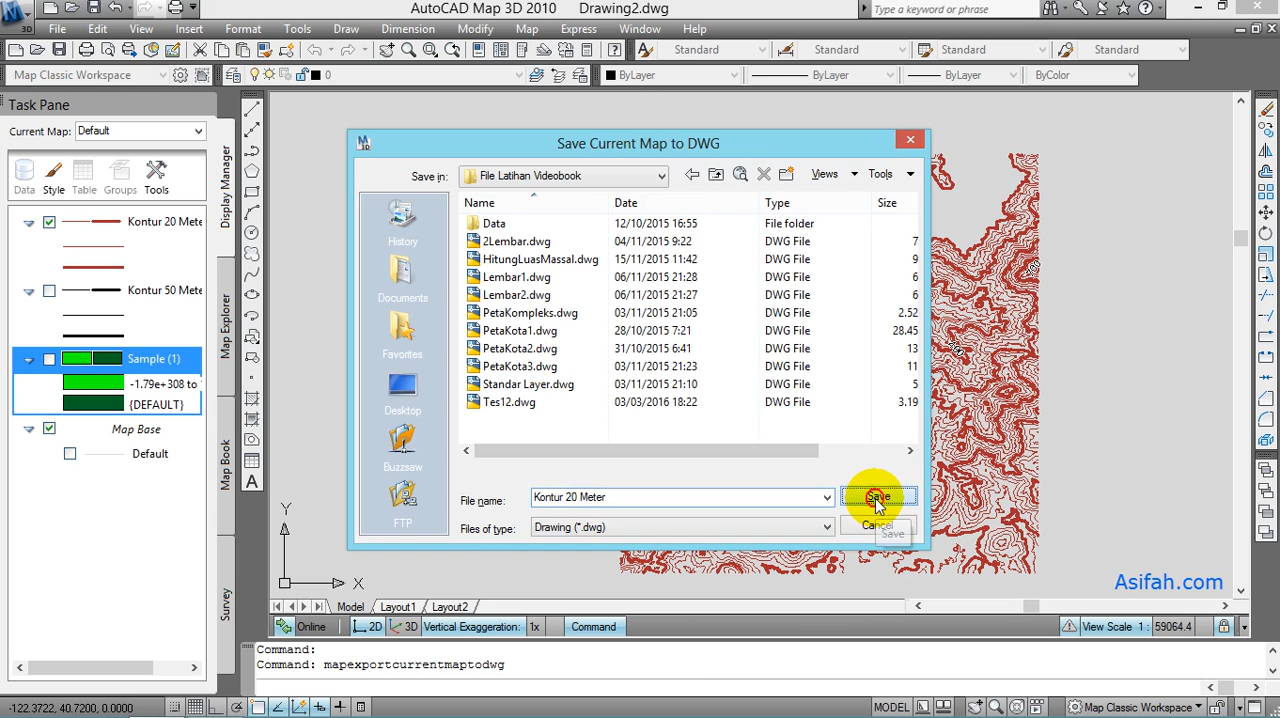 AutoCAD Map 3D 2010 Drawing2.dwg
Type a keyword or phrase
3D
File Edit View Insert Format Tools Draw Dimension Modify Map Express Window Help
Standard Standard Standard Standard
Map Classic Workspace 0 ByLayer ByLayer ByLayer ByColor
Task Pane
Current Map: Default
Data Style Table Groups Tools
Kontur 20 Mete
Kontur 50 Mete
Sample (1)
-1.79e+308 to
{DEFAULT}
Map Base
Default
Display Manager
Map Explorer
Map Book
Survey
Save Current Map to DWG
Save in: File Latihan Videobook Views Tools
Name Date Type Size
Data 12/10/2015 16:55 File folder
2Lembar.dwg 04/11/2015 9:22 DWG File 7
HitungLuasMassal.dwg 15/11/2015 11:42 DWG File 9
Lembar1.dwg 06/11/2015 21:28 DWG File 6
Lembar2.dwg 06/11/2015 21:27 DWG File 6
PetaKompleks.dwg 03/11/2015 21:05 DWG File 2.52
PetaKota1.dwg 28/10/2015 7:21 DWG File 28.45
PetaKota2.dwg 31/10/2015 6:41 DWG File 13
PetaKota3.dwg 03/11/2015 21:23 DWG File 11
Standar Layer.dwg 03/11/2015 21:10 DWG File 5
Tes12.dwg 03/03/2016 18:22 DWG File 3.19
History
Documents
Favorites
Desktop
Buzzsaw
FTP
File name: Kontur 20 Meter Save
Files of type: Drawing (*.dwg) Cancel
Save
Y
X
Asifah.com
Model Layout1 Layout2
Online 2D 3D Vertical Exaggeration: 1x Command View Scale 1 : 59064.4
Command:
Command: mapexportcurrentmaptodwg
-122.3722, 40.7200, 0.0000 MODEL Map Classic Workspace